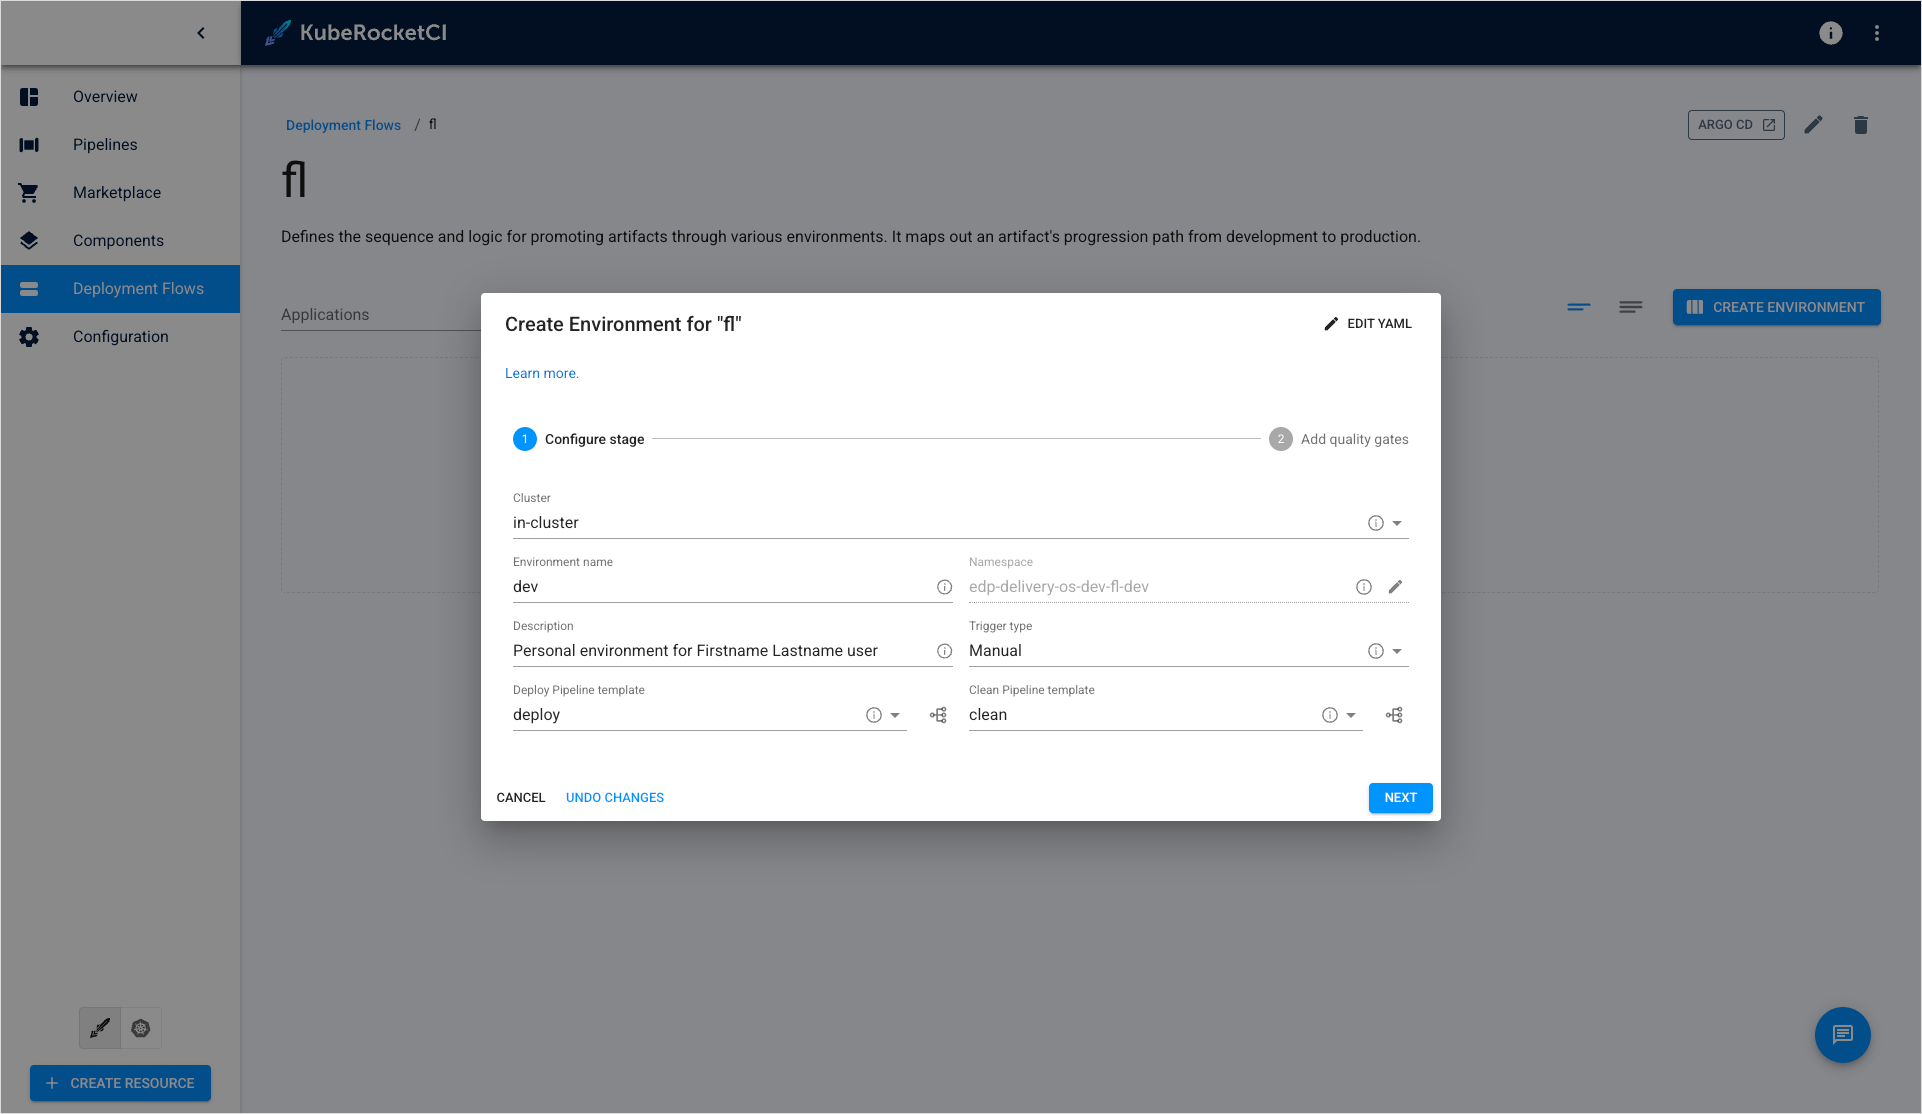 KubeRocketCI
Overview
Pipelines
Marketplace
Components
Deployment Flows
Configuration
CREATE RESOURCE
Deployment Flows / fl
ARGO CD
fl
Defines the sequence and logic for promoting artifacts through various environments. It maps out an artifact's progression path from development to production.
Applications
CREATE ENVIRONMENT
Create Environment for "fl"
EDIT YAML
Learn more.
1 Configure stage
2 Add quality gates
Cluster
in-cluster
Environment name
dev
Namespace
edp-delivery-os-dev-fl-dev
Description
Personal environment for Firstname Lastname user
Trigger type
Manual
Deploy Pipeline template
deploy
Clean Pipeline template
clean
CANCEL
UNDO CHANGES
NEXT